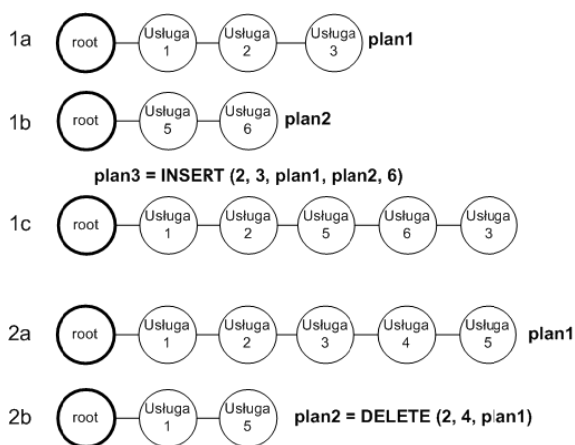 1a root Usługa 1 Usługa 2 Usługa 3 plan1
1b root Usługa 5 Usługa 6 plan2
plan3 = INSERT (2, 3, plan1, plan2, 6)
1c root Usługa 1 Usługa 2 Usługa 5 Usługa 6 Usługa 3
2a root Usługa 1 Usługa 2 Usługa 3 Usługa 4 Usługa 5 plan1
2b root Usługa 1 Usługa 5 plan2 = DELETE (2, 4, plan1)